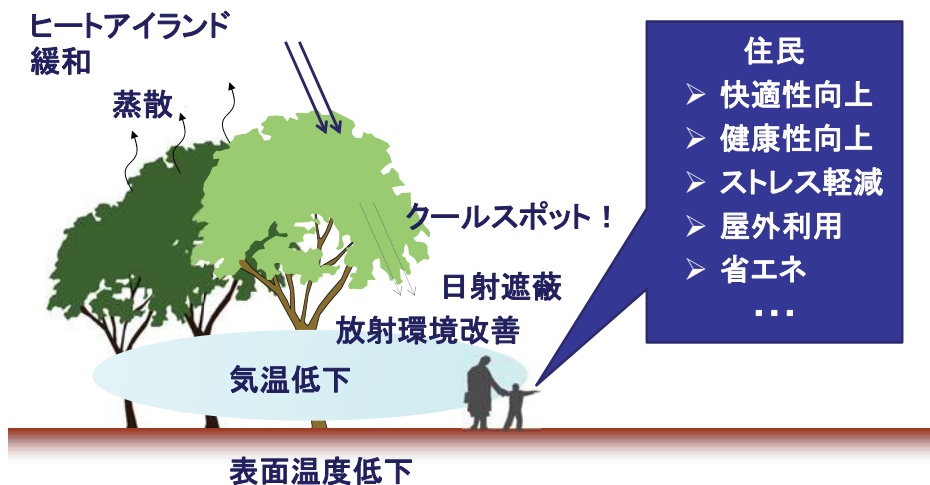 ヒートアイランド
緩和
蒸散
クールスポット！
日射遮蔽
放射環境改善
気温低下
表面温度低下
住民
➢ 快適性向上
➢ 健康性向上
➢ ストレス軽減
➢ 屋外利用
➢ 省エネ
…